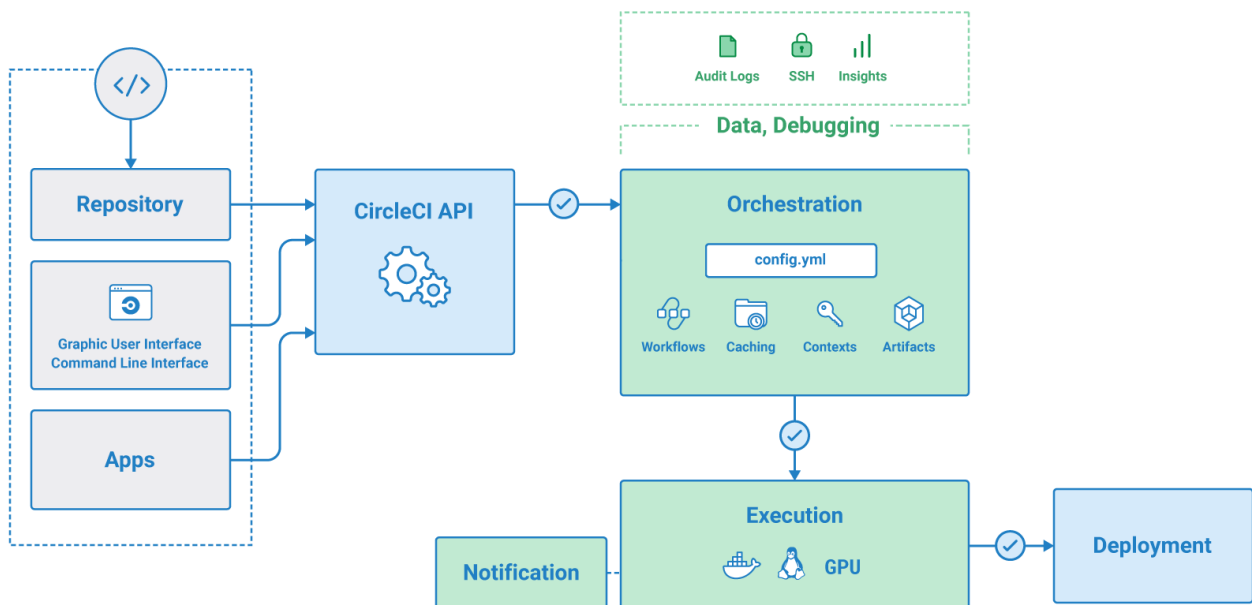 Audit Logs
SSH
Insights
Data, Debugging
Repository
CircleCI API
Orchestration
config.yml
Graphic User Interface
Command Line Interface
Workflows
Caching
Contexts
Artifacts
Apps
Execution
GPU
Notification
Deployment